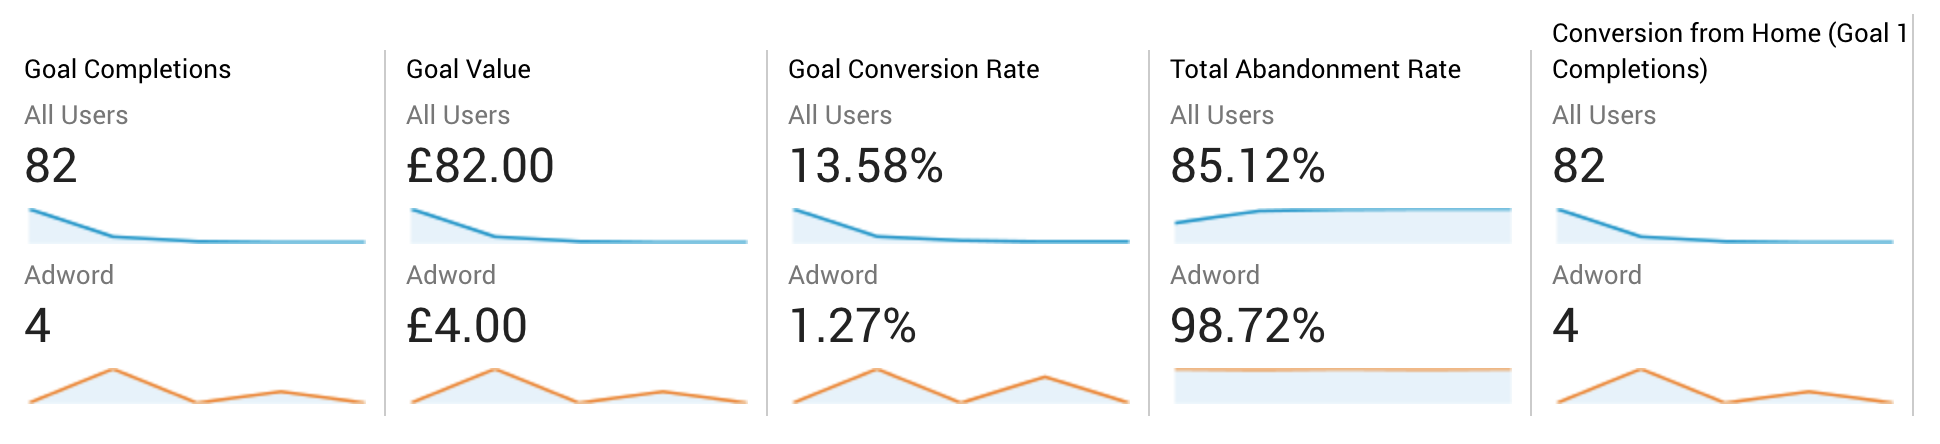 Goal Completions
All Users
82
Adword
4
Goal Value
All Users
£82.00
Adword
£4.00
Goal Conversion Rate
All Users
13.58%
Adword
1.27%
Total Abandonment Rate
All Users
85.12%
Adword
98.72%
Conversion from Home (Goal 1
Completions)
All Users
82
Adword
4